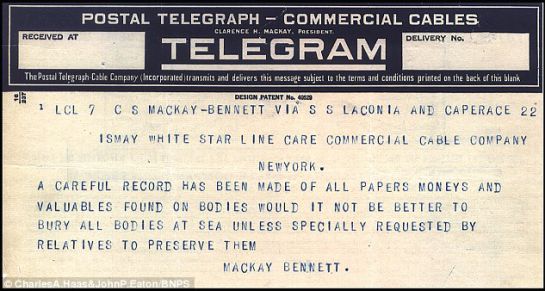 POSTAL TELEGRAPH – COMMERCIAL CABLES
CLARENCE H. MACKAY, PRESIDENT.
RECEIVED AT
TELEGRAM
DELIVERY No.
The Postal Telegraph-Cable Company (Incorporated) transmits and delivers this message subject to the terms and conditions printed on the back of this blank
DESIGN PATENT No. 40529
1 LCL 7 C S MACKAY-BENNETT VIA S S LACONIA AND CAPERACE 22
ISMAY WHITE STAR LINE CARE COMMERCIAL CABLE COMPANY
NEWYORK.
A CAREFUL RECORD HAS BEEN MADE OF ALL PAPERS MONEYS AND
VALUABLES FOUND ON BODIES WOULD IT NOT BE BETTER TO
BURY ALL BODIES AT SEA UNLESS SPECIALLY REQUESTED BY
RELATIVES TO PRESERVE THEM
MACKAY BENNETT.
© CharlesA.Haas&JohnP.Eaton/BNPS